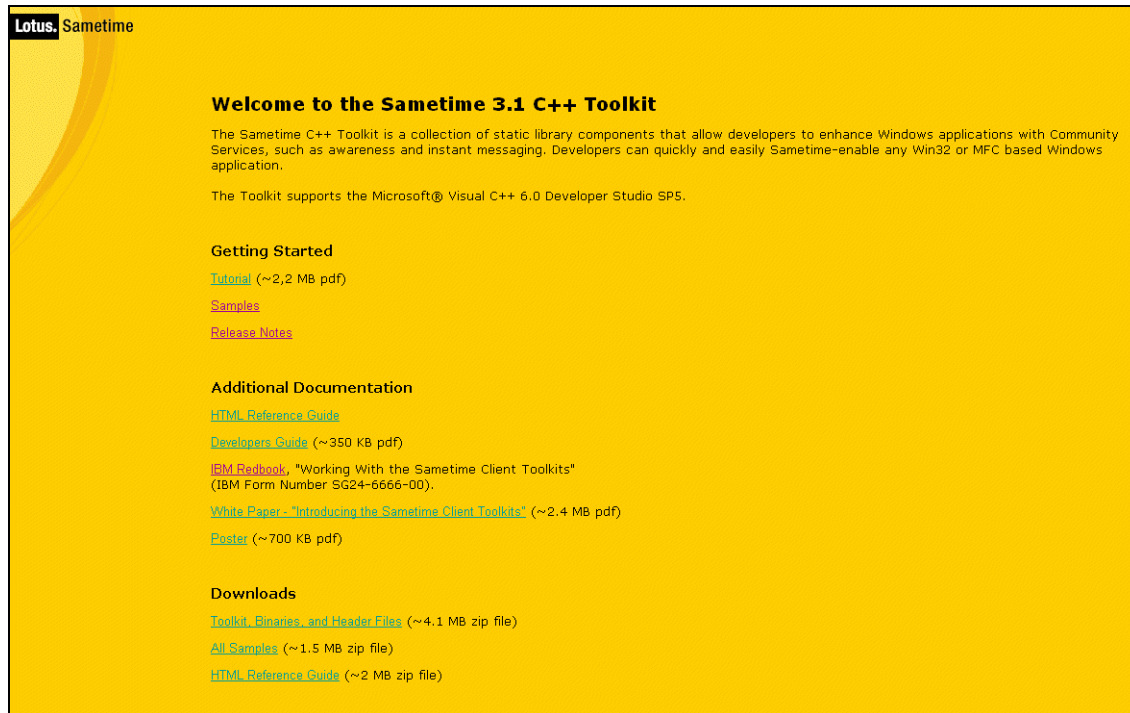 Lotus. Sametime
Welcome to the Sametime 3.1 C++ Toolkit
The Sametime C++ Toolkit is a collection of static library components that allow developers to enhance Windows applications with Community
Services, such as awareness and instant messaging. Developers can quickly and easily Sametime-enable any Win32 or MFC based Windows
application.
The Toolkit supports the Microsoft® Visual C++ 6.0 Developer Studio SP5.
Getting Started
Tutorial (~2,2 MB pdf)
Samples
Release Notes
Additional Documentation
HTML Reference Guide
Developers Guide (~350 KB pdf)
IBM Redbook, "Working With the Sametime Client Toolkits"
(IBM Form Number SG24-6666-00).
White Paper - "Introducing the Sametime Client Toolkits" (~2.4 MB pdf)
Poster (~700 KB pdf)
Downloads
Toolkit, Binaries, and Header Files (~4.1 MB zip file)
All Samples (~1.5 MB zip file)
HTML Reference Guide (~2 MB zip file)